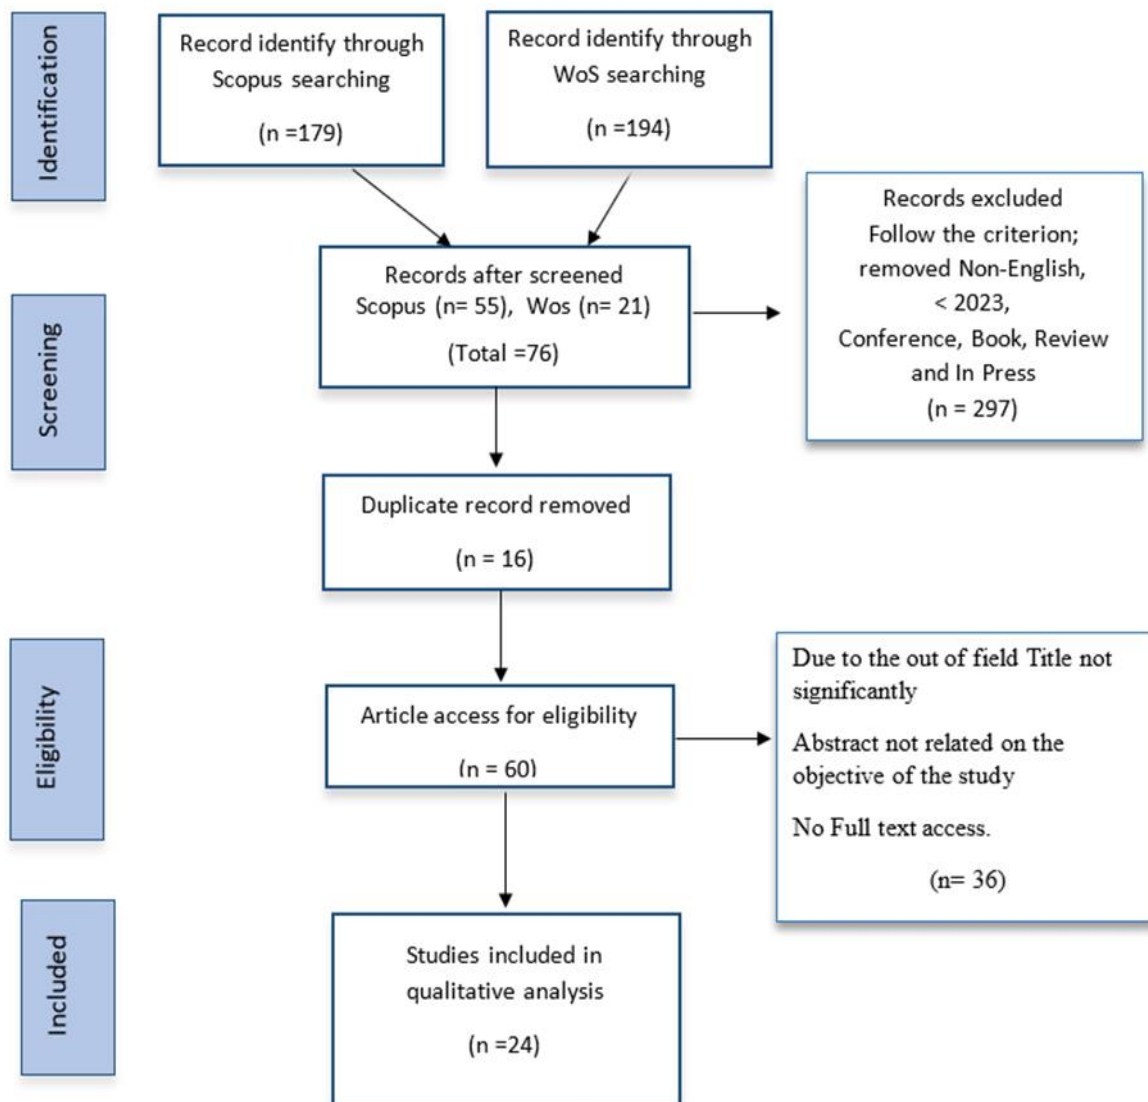 Identification
Record identify through
Scopus searching
(n =179)
Record identify through
WoS searching
(n =194)
Records excluded
Follow the criterion;
removed Non-English,
< 2023,
Conference, Book, Review
and In Press
(n = 297)
Screening
Records after screened
Scopus (n= 55), Wos (n= 21)
(Total =76)
Duplicate record removed
(n = 16)
Eligibility
Article access for eligibility
(n = 60)
Due to the out of field Title not
significantly
Abstract not related on the
objective of the study
No Full text access.
(n= 36)
Included
Studies included in
qualitative analysis
(n =24)